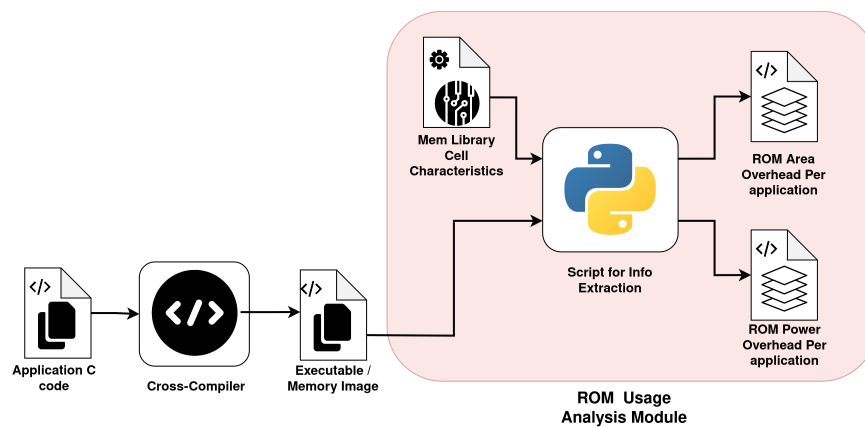 Mem Library
Cell
Characteristics
</>
ROM Area
Overhead Per
application
Script for Info
Extraction
</>
ROM Power
Overhead Per
application
</>
Application C
code
</>
Cross-Compiler
</>
Executable /
Memory Image
ROM Usage
Analysis Module